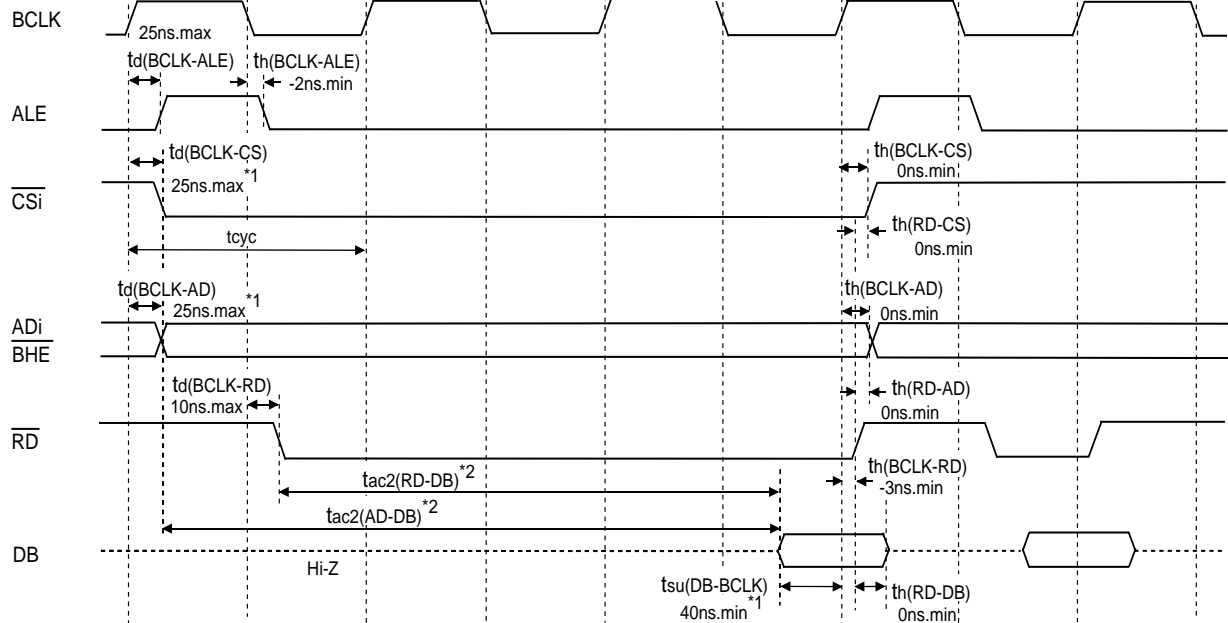 BCLK
25ns.max
td(BCLK-ALE)
th(BCLK-ALE)
-2ns.min
ALE
td(BCLK-CS)
25ns.max*1
th(BCLK-CS)
0ns.min
CSi
tcyc
th(RD-CS)
0ns.min
td(BCLK-AD)
25ns.max*1
th(BCLK-AD)
0ns.min
ADi
BHE
td(BCLK-RD)
10ns.max
th(RD-AD)
0ns.min
RD
tac2(RD-DB)*2
th(BCLK-RD)
-3ns.min
tac2(AD-DB)*2
DB
Hi-Z
tsu(DB-BCLK)
40ns.min*1
th(RD-DB)
0ns.min